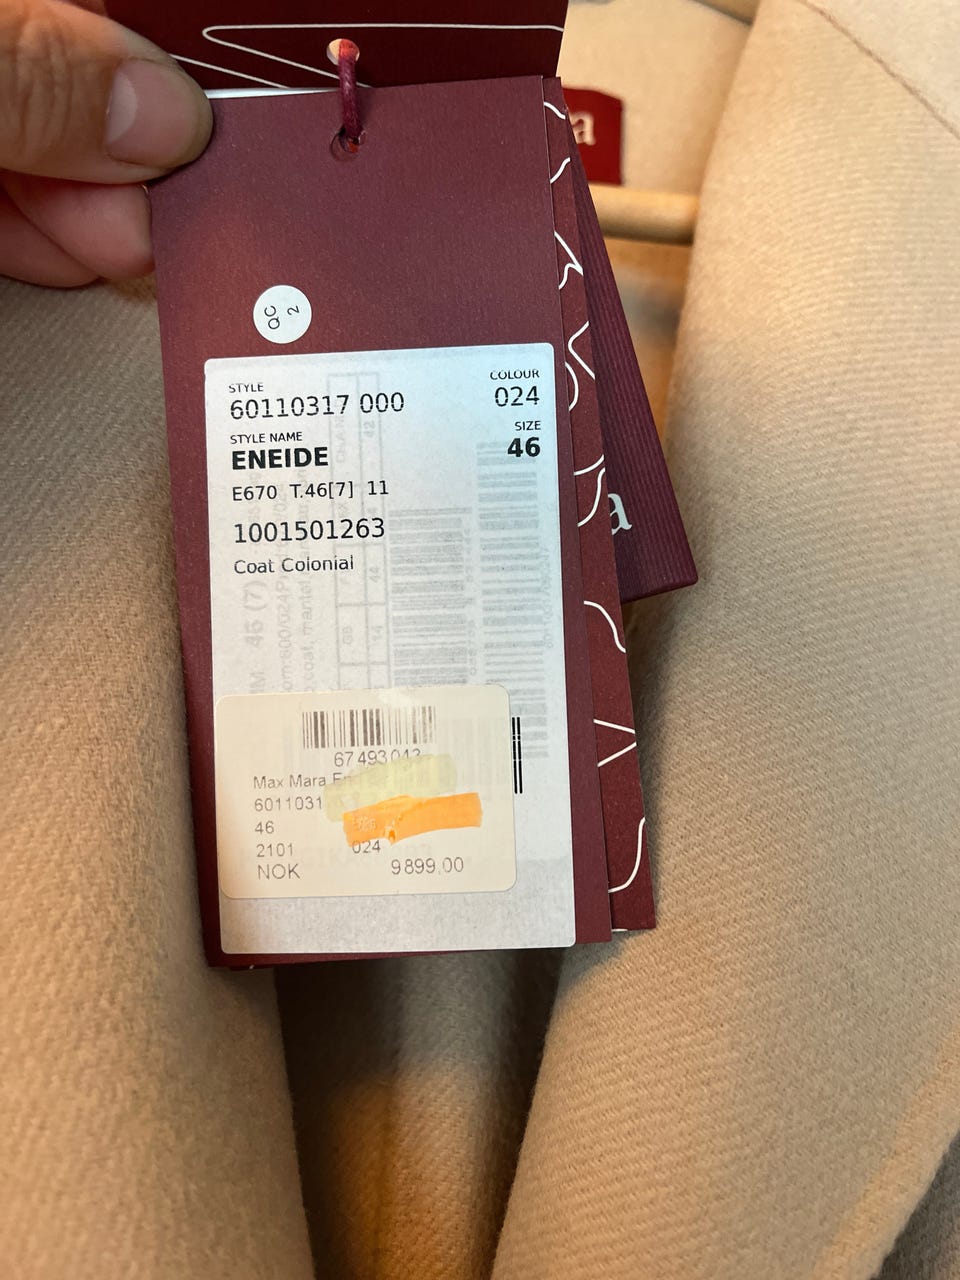 a
QC
2
STYLE
60110317 000
COLOUR
024
STYLE NAME
ENEIDE
SIZE
46
E670 T.46[7] 11
1001501263
Coat Colonial
a
67493043
Max Mara
6011031
46
2101 024
NOK 9899,00